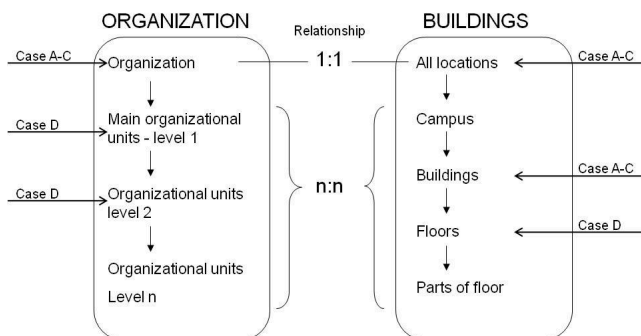 ORGANIZATION
Relationship
BUILDINGS
Case A-C
Organization
1:1
All locations
Case A-C
Case D
Main organizational
units - level 1
Campus
Case D
Organizational units
level 2
n:n
Buildings
Case A-C
Floors
Case D
Organizational units
Level n
Parts of floor